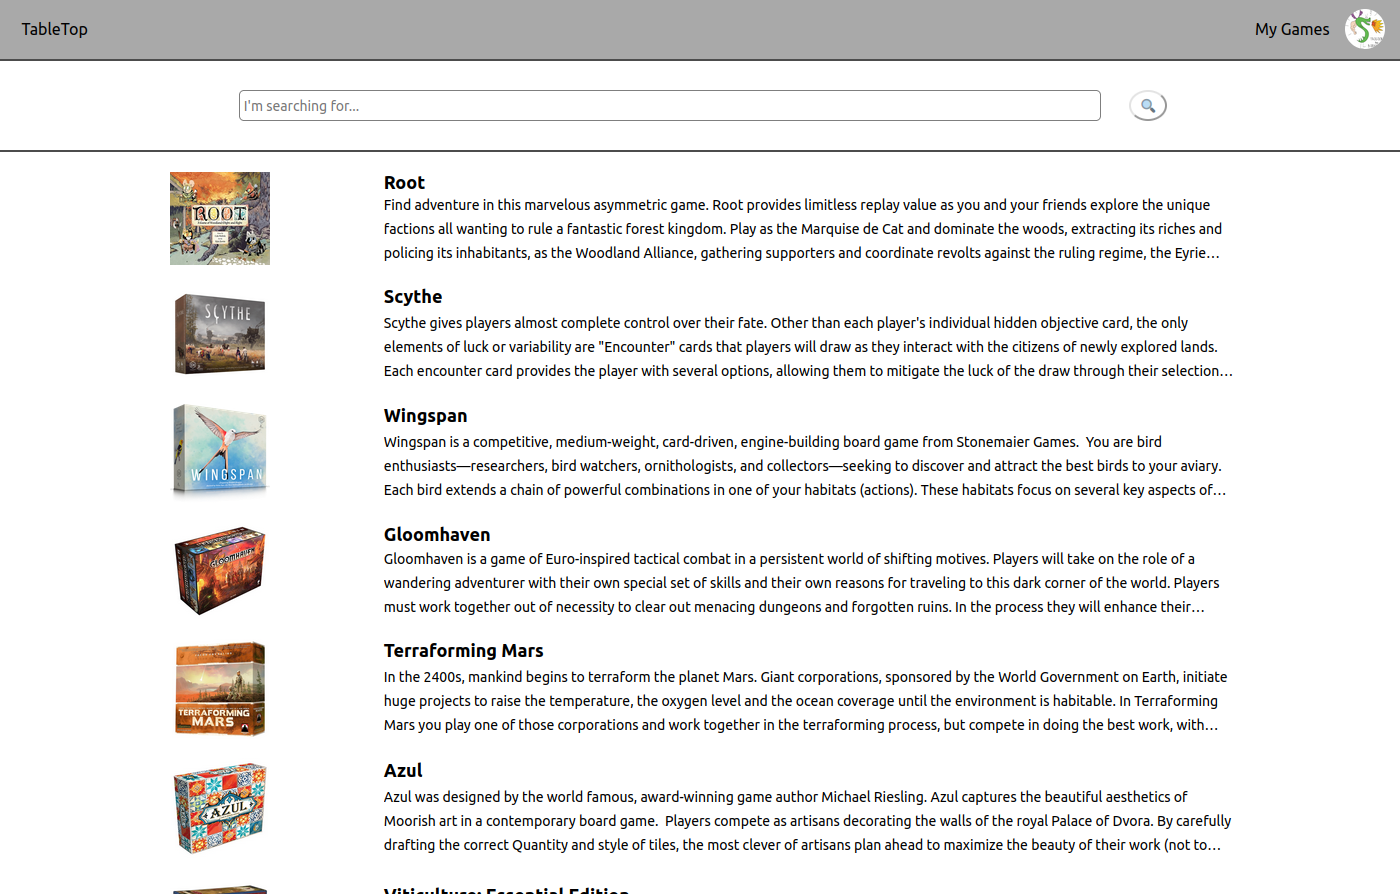 TableTop
My Games
I'm searching for...
ROOT
Root
Find adventure in this marvelous asymmetric game. Root provides limitless replay value as you and your friends explore the unique
factions all wanting to rule a fantastic forest kingdom. Play as the Marquise de Cat and dominate the woods, extracting its riches and
policing its inhabitants, as the Woodland Alliance, gathering supporters and coordinate revolts against the ruling regime, the Eyrie…
SCYTHE
Scythe
Scythe gives players almost complete control over their fate. Other than each player's individual hidden objective card, the only
elements of luck or variability are "Encounter" cards that players will draw as they interact with the citizens of newly explored lands.
Each encounter card provides the player with several options, allowing them to mitigate the luck of the draw through their selection…
WINGSPAN
Wingspan
Wingspan is a competitive, medium-weight, card-driven, engine-building board game from Stonemaier Games.  You are bird
enthusiasts—researchers, bird watchers, ornithologists, and collectors—seeking to discover and attract the best birds to your aviary.
Each bird extends a chain of powerful combinations in one of your habitats (actions). These habitats focus on several key aspects of…
GLOOMHAVEN
Gloomhaven
Gloomhaven is a game of Euro-inspired tactical combat in a persistent world of shifting motives. Players will take on the role of a
wandering adventurer with their own special set of skills and their own reasons for traveling to this dark corner of the world. Players
must work together out of necessity to clear out menacing dungeons and forgotten ruins. In the process they will enhance their…
TERRAFORMING
MARS
Terraforming Mars
In the 2400s, mankind begins to terraform the planet Mars. Giant corporations, sponsored by the World Government on Earth, initiate
huge projects to raise the temperature, the oxygen level and the ocean coverage until the environment is habitable. In Terraforming
Mars you play one of those corporations and work together in the terraforming process, but compete in doing the best work, with…
AZUL
Azul
Azul was designed by the world famous, award-winning game author Michael Riesling. Azul captures the beautiful aesthetics of
Moorish art in a contemporary board game.  Players compete as artisans decorating the walls of the royal Palace of Dvora. By carefully
drafting the correct Quantity and style of tiles, the most clever of artisans plan ahead to maximize the beauty of their work (not to…
Viticulture: Essential Edition